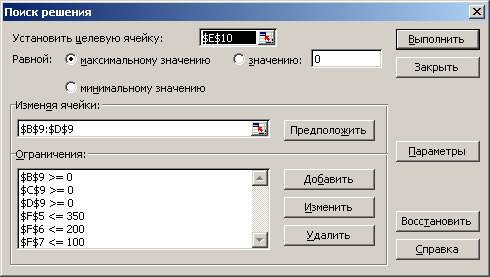 Поиск решения
Установить целевую ячейку: $E$10 Выполнить
Равной: максимальному значению значению: 0 Закрыть
минимальному значению
Изменяя ячейки:
$B$9:$D$9 Предположить
Ограничения: Параметры
$B$9 >= 0 Добавить
$C$9 >= 0
$D$9 >= 0 Изменить
$F$5 <= 350 Восстановить
$F$6 <= 200 Удалить
$F$7 <= 100 Справка